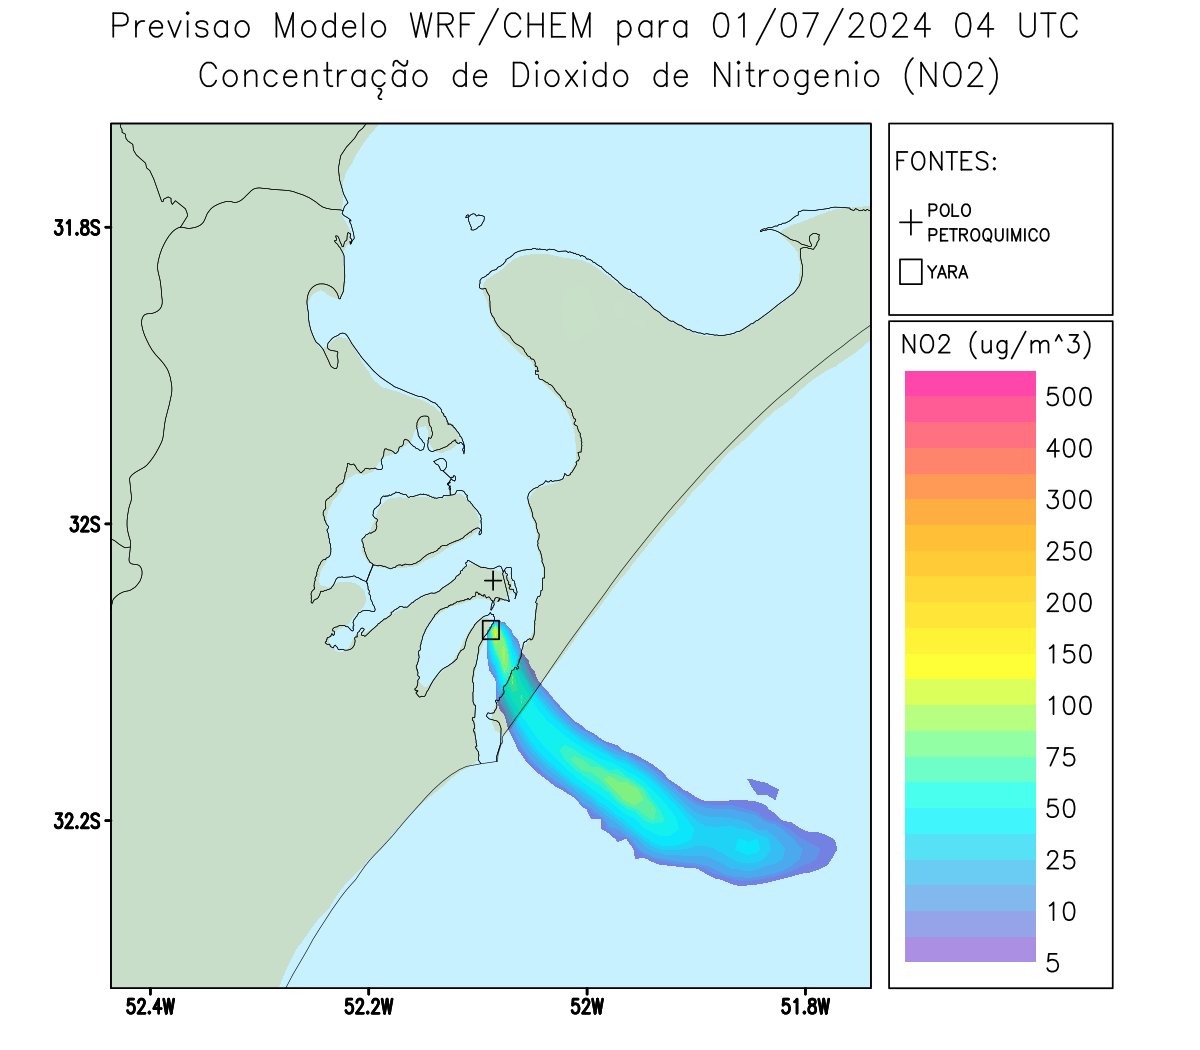 Previsao Modelo WRF/CHEM para 01/07/2024 04 UTC
Concentração de Dioxido de Nitrogenio (NO2)
FONTES:
POLO
PETROQUIMICO
YARA
NO2 (ug/m^3)
500
400
300
250
200
150
100
75
50
25
10
5
31.8S
32S
32.2S
52.4W
52.2W
52W
51.8W